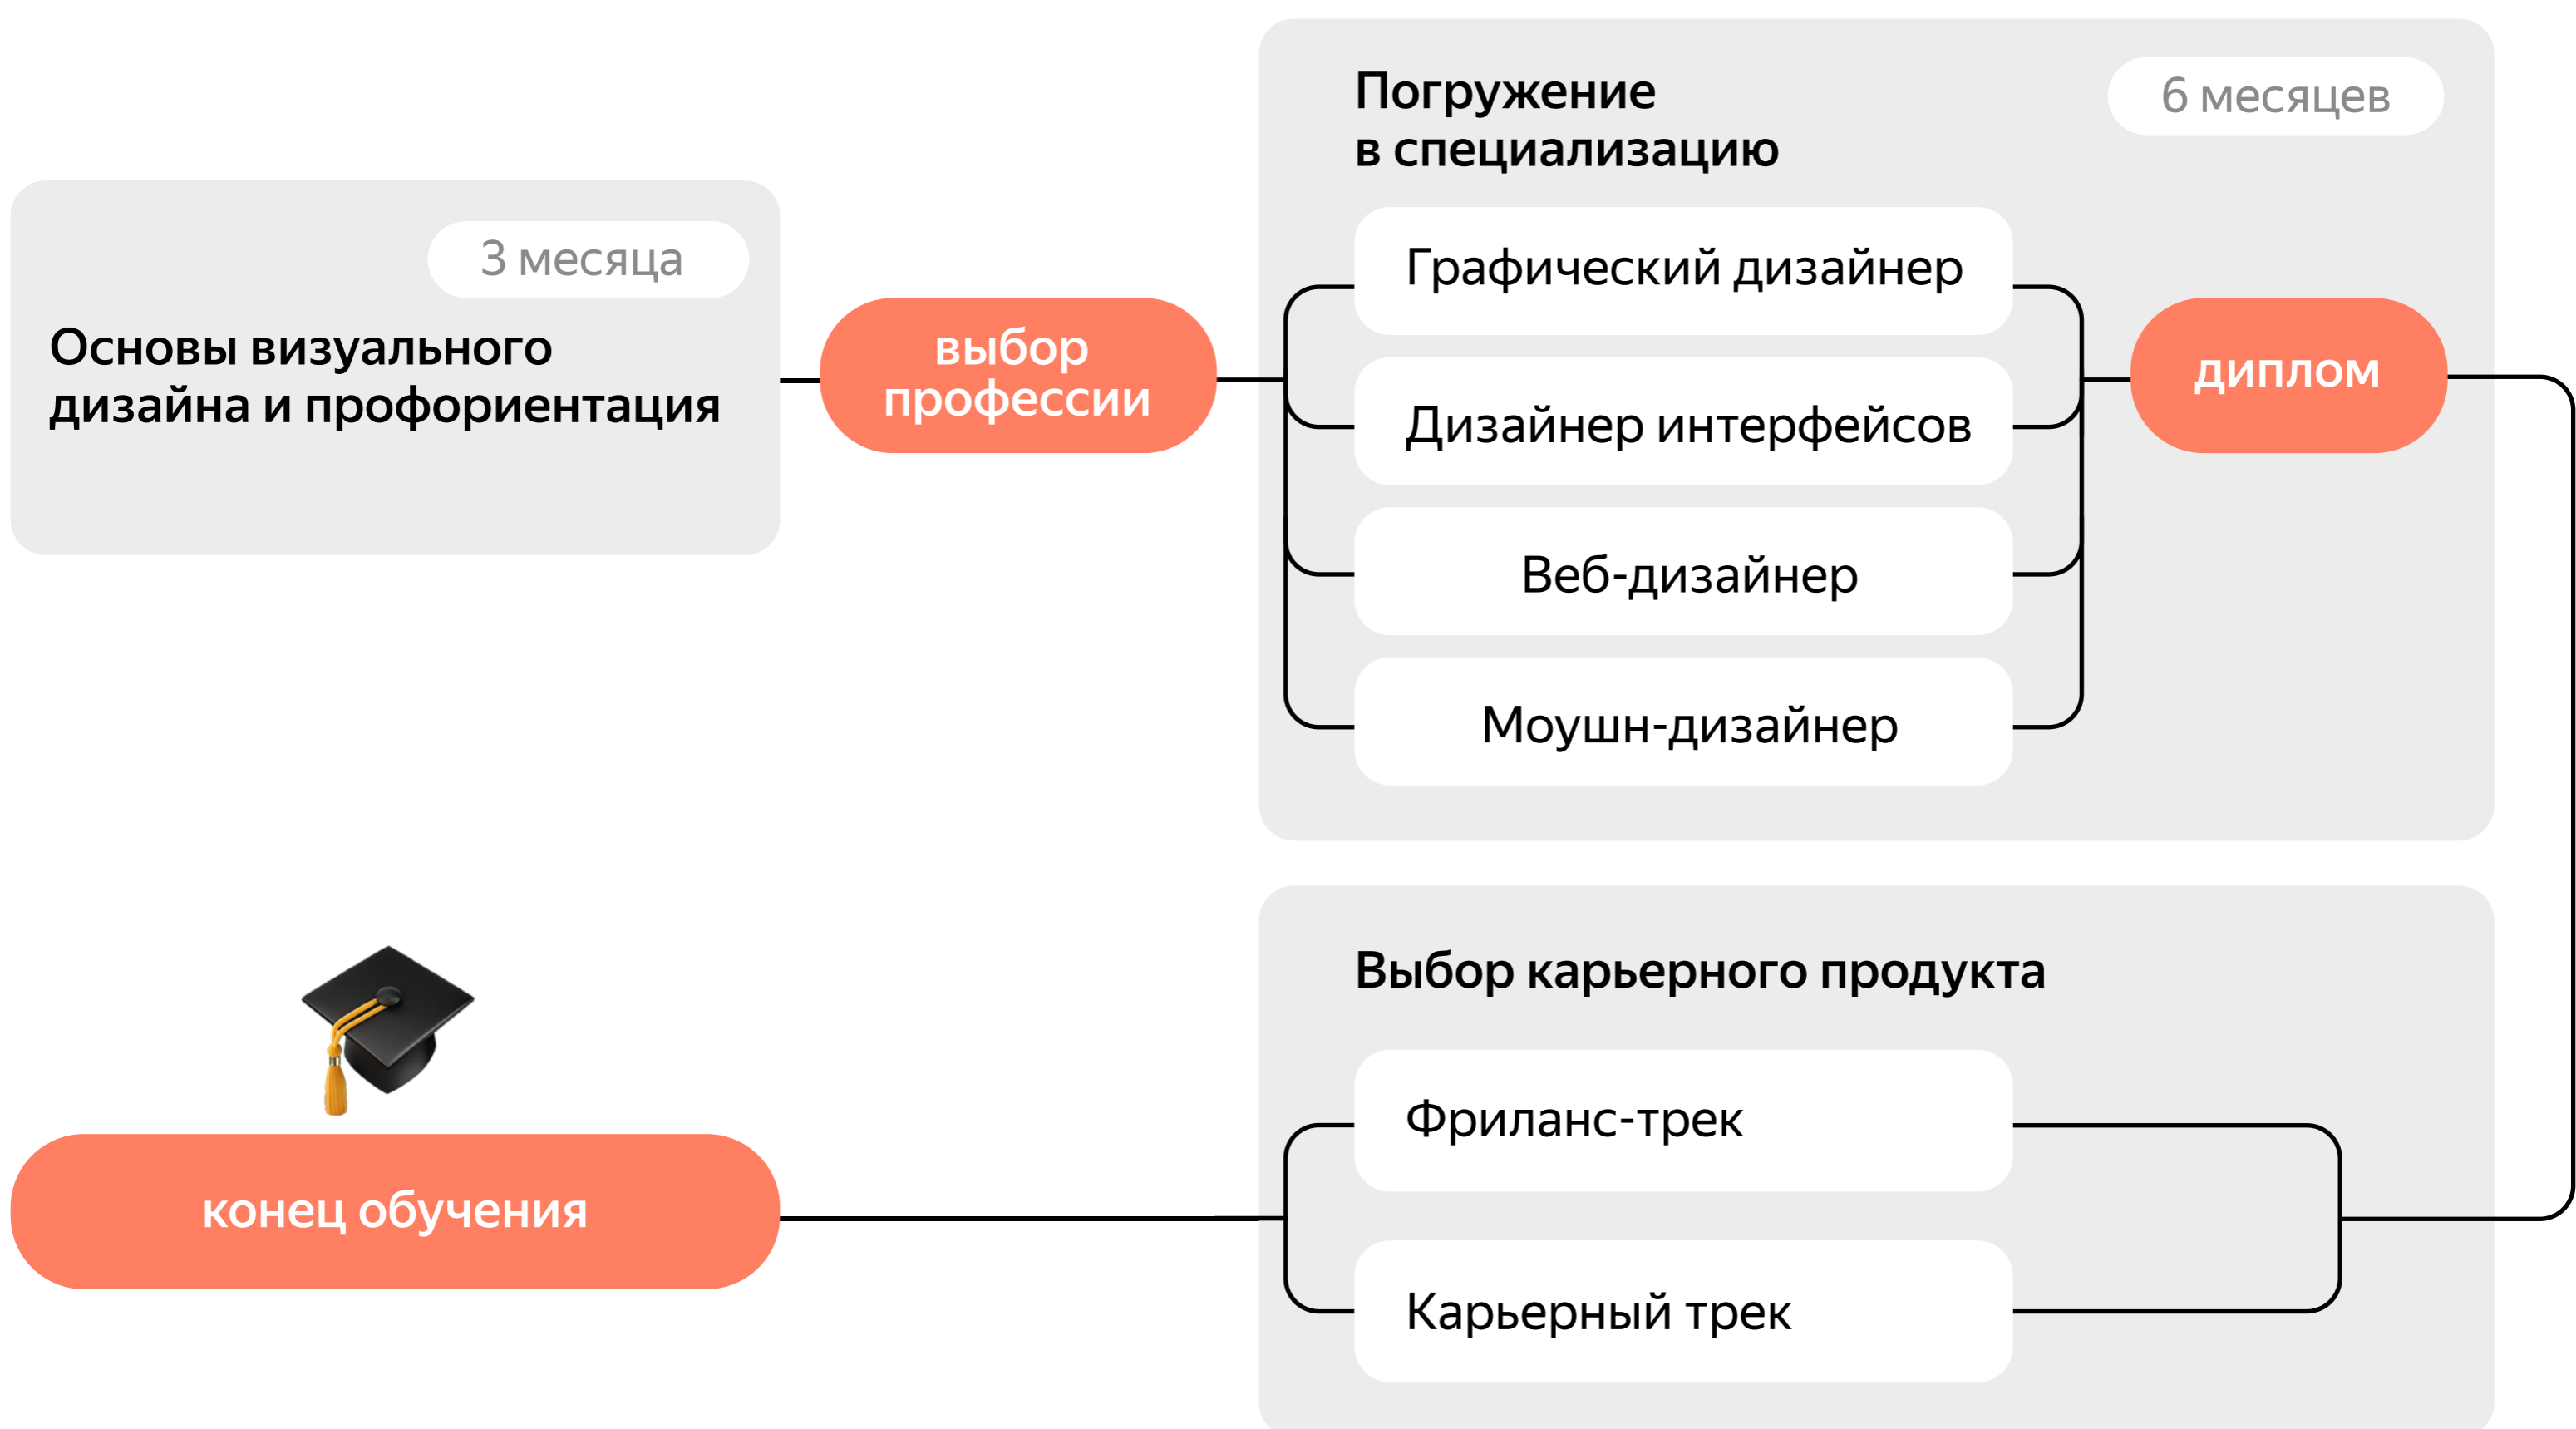 3 месяца
Основы визуального
дизайна и профориентация
выбор
профессии
Погружение
в специализацию
6 месяцев
Графический дизайнер
Дизайнер интерфейсов
Веб-дизайнер
Моушн-дизайнер
диплом
Выбор карьерного продукта
Фриланс-трек
Карьерный трек
конец обучения